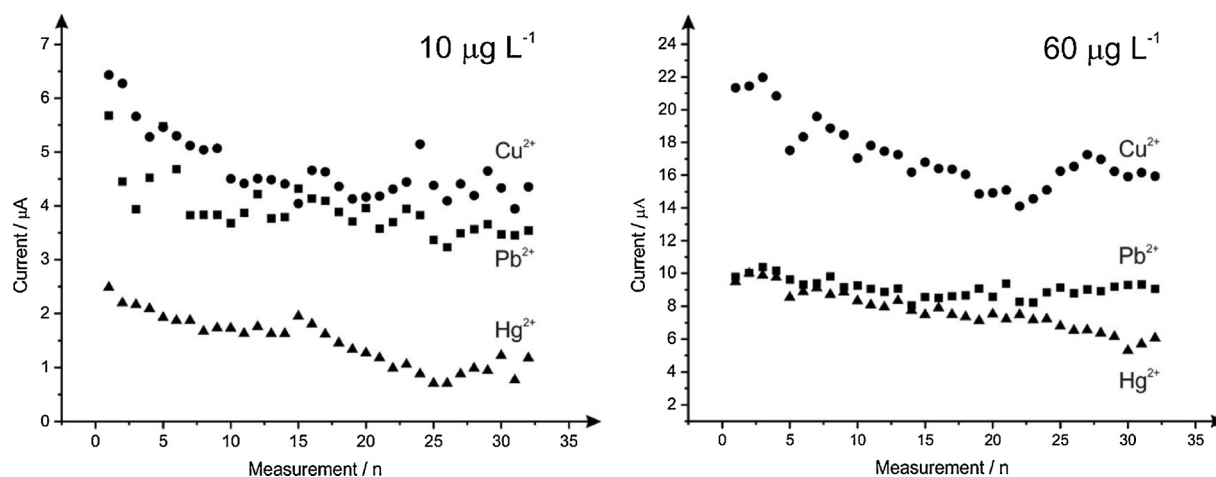 10 µg L⁻¹
7
6
5
4
3
2
1
0
Current / µA
Cu²⁺
Pb²⁺
Hg²⁺
0 5 10 15 20 25 30 35
Measurement / n
60 µg L⁻¹
24
22
20
18
16
14
12
10
8
6
4
2
Current / µA
Cu²⁺
Pb²⁺
Hg²⁺
0 5 10 15 20 25 30 35
Measurement / n